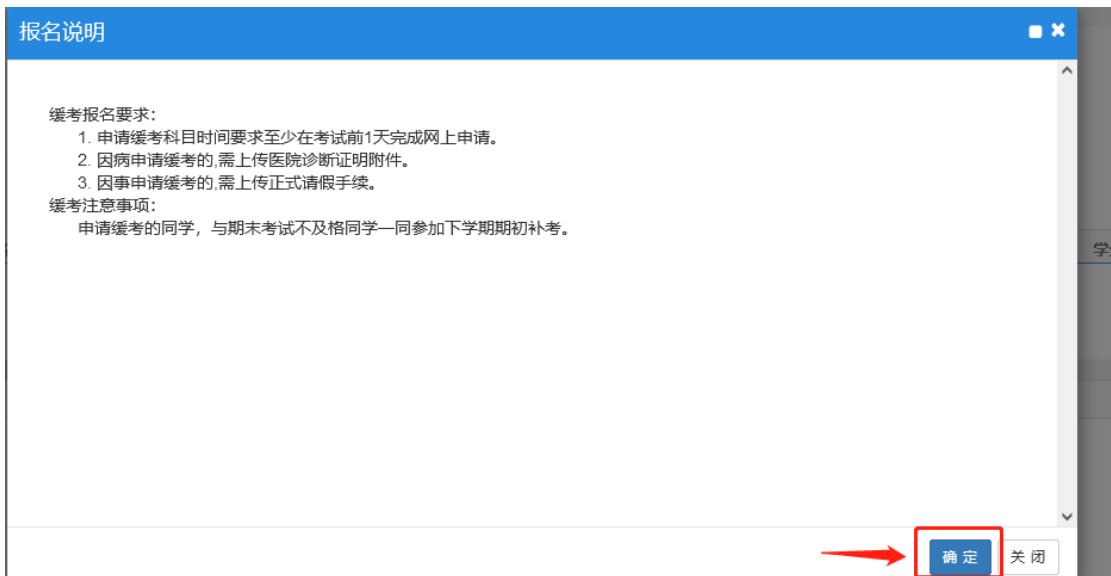 报名说明
缓考报名要求:
1. 申请缓考科目时间要求至少在考试前1天完成网上申请。
2. 因病申请缓考的,需上传医院诊断证明附件。
3. 因事申请缓考的,需上传正式请假手续。
缓考注意事项:
申请缓考的同学，与期末考试不及格同学一同参加下学期期初补考。
确 定
关 闭